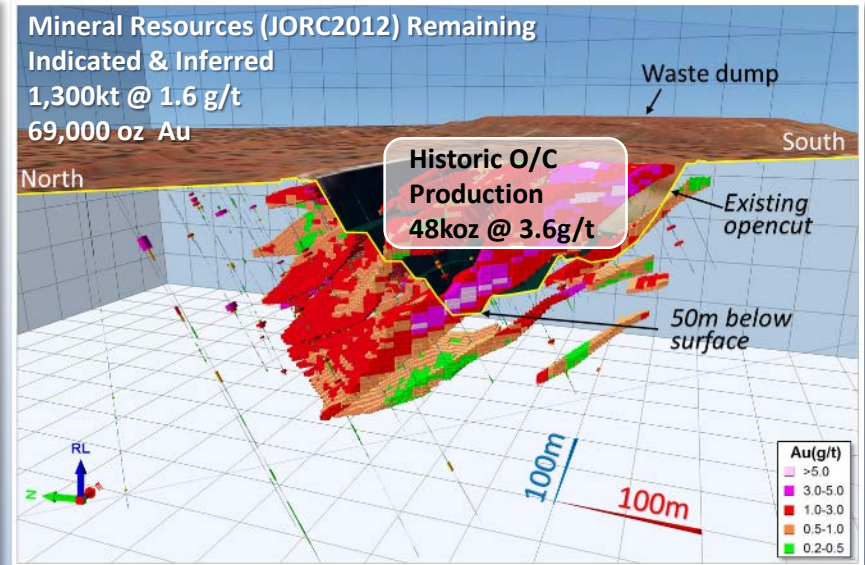 Mineral Resources (JORC2012) Remaining
Indicated & Inferred
1,300kt @ 1.6 g/t
69,000 oz Au
Waste dump
North
South
Historic O/C
Production
48koz @ 3.6g/t
Existing
opencut
50m below
surface
RL
N
100m
100m
Au(g/t)
>5.0
3.0-5.0
1.0-3.0
0.5-1.0
0.2-0.5